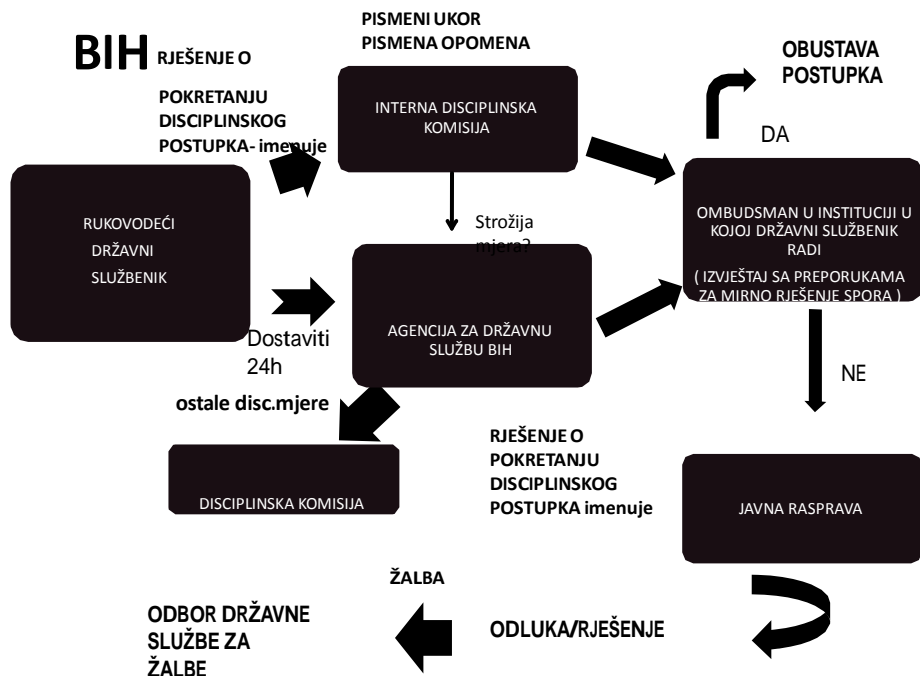 PISMENI UKOR
PISMENA OPOMENA
BIH RJEŠENJE O
POKRETANJU
DISCIPLINSKOG
POSTUPKA- imenuje
INTERNA DISCIPLINSKA
KOMISIJA
OBUSTAVA
POSTUPKA
DA
RUKOVODEĆI
DRŽAVNI
SLUŽBENIK
Strožija
mjera?
OMBUDSMAN U INSTITUCIJI U
KOJOJ DRŽAVNI SLUŽBENIK
RADI
( IZVJEŠTAJ SA PREPORUKAMA
ZA MIRNO RJEŠENJE SPORA )
Dostaviti
24h
AGENCIJA ZA DRŽAVNU
SLUŽBU BIH
NE
ostale disc.mjere
DISCIPLINSKA KOMISIJA
RJEŠENJE O
POKRETANJU
DISCIPLINSKOG
POSTUPKA imenuje
JAVNA RASPRAVA
ŽALBA
ODBOR DRŽAVNE
SLUŽBE ZA
ŽALBE
ODLUKA/RJEŠENJE